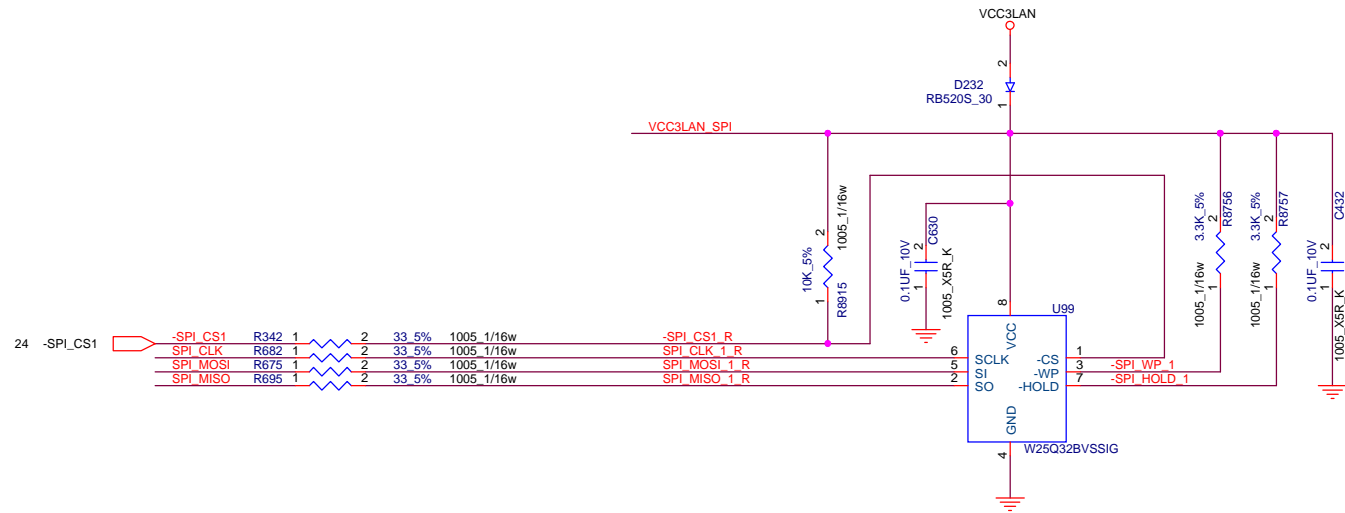 VCC3LAN
2
D232
RB520S_30
1
VCC3LAN_SPI
2
1005_1/16w
10K_5%
1
R8915
2
C630
0.1UF_10V
1
1005_X5R_K
3.3K_5%
2
R8756
1005_1/16w
1
3.3K_5%
2
R8757
1005_1/16w
1
C432
2
0.1UF_10V
1
1005_X5R_K
8
U99
VCC
24 -SPI_CS1
-SPI_CS1 R342 1 2 33_5% 1005_1/16w -SPI_CS1_R
SPI_CLK R682 1 2 33_5% 1005_1/16w SPI_CLK_1_R 6 SCLK -CS 1
SPI_MOSI R675 1 2 33_5% 1005_1/16w SPI_MOSI_1_R 5 SI -WP 3 -SPI_WP_1
SPI_MISO R695 1 2 33_5% 1005_1/16w SPI_MISO_1_R 2 SO -HOLD 7 -SPI_HOLD_1
GND
4
W25Q32BVSSIG